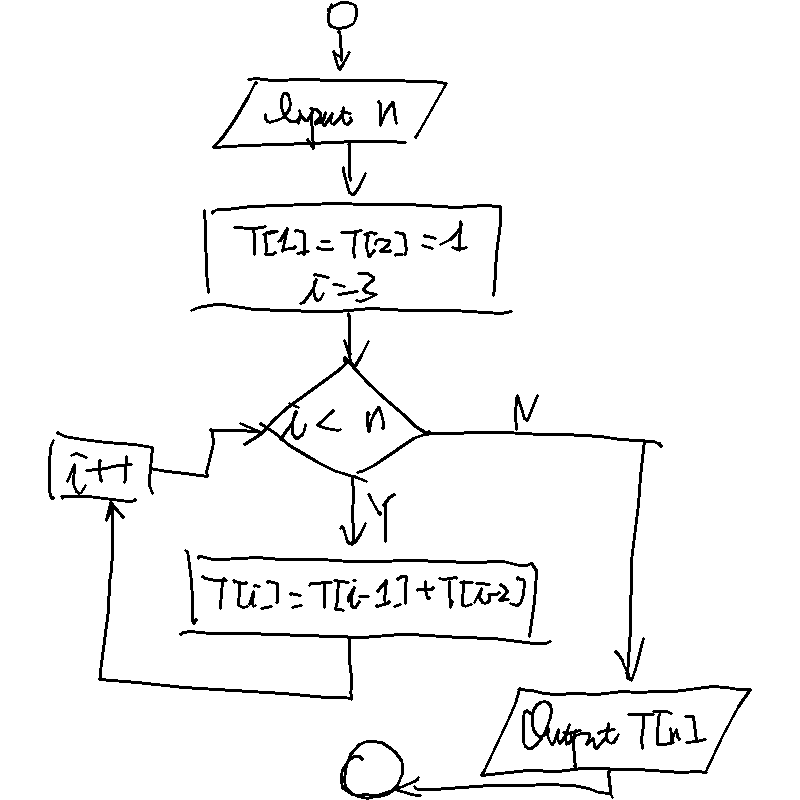 Input n
T[1]=T[2]=1
i=3
i < n
N
i++
Y
T[i]=T[i-1]+T[i-2]
Output T[n]